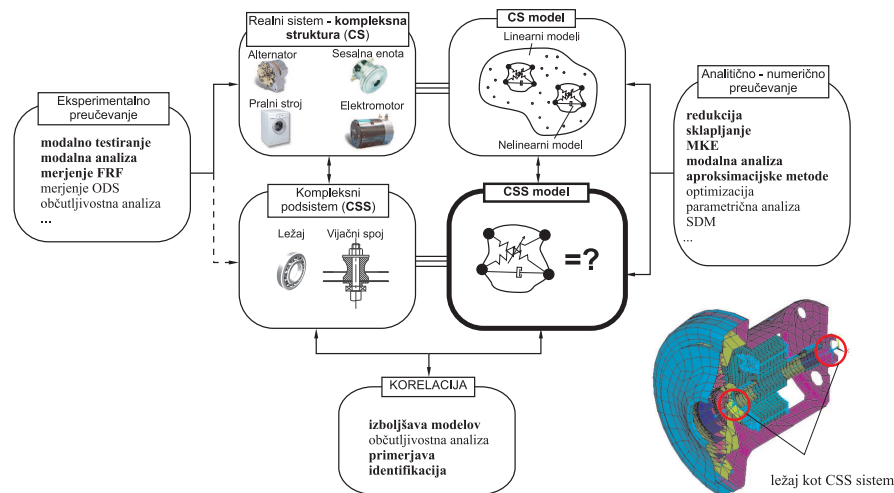 Realni sistem - kompleksna
struktura (CS)
Alternator
Sesalna enota
Pralni stroj
Elektromotor
CS model
Linearni modeli
Nelinearni model
Eksperimentalno
preučevanje
modalno testiranje
modalna analiza
merjenje FRF
merjenje ODS
občutljivostna analiza
...
Analitično - numerično
preučevanje
redukcija
sklapljanje
MKE
modalna analiza
aproksimacijske metode
optimizacija
parametrična analiza
SDM
...
Kompleksni
podsistem (CSS)
Ležaj
Vijačni spoj
CSS model
=?
KORELACIJA
izboljšava modelov
občutljivostna analiza
primerjava
identifikacija
ležaj kot CSS sistem